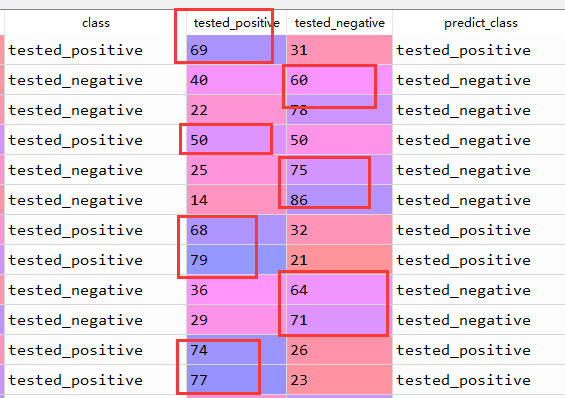 class tested_positive tested_negative predict_class
tested_positive 69 31 tested_positive
tested_negative 40 60 tested_negative
tested_negative 22 78 tested_negative
tested_positive 50 50 tested_negative
tested_negative 25 75 tested_negative
tested_negative 14 86 tested_negative
tested_positive 68 32 tested_positive
tested_positive 79 21 tested_positive
tested_negative 36 64 tested_negative
tested_negative 29 71 tested_negative
tested_positive 74 26 tested_positive
tested_positive 77 23 tested_positive